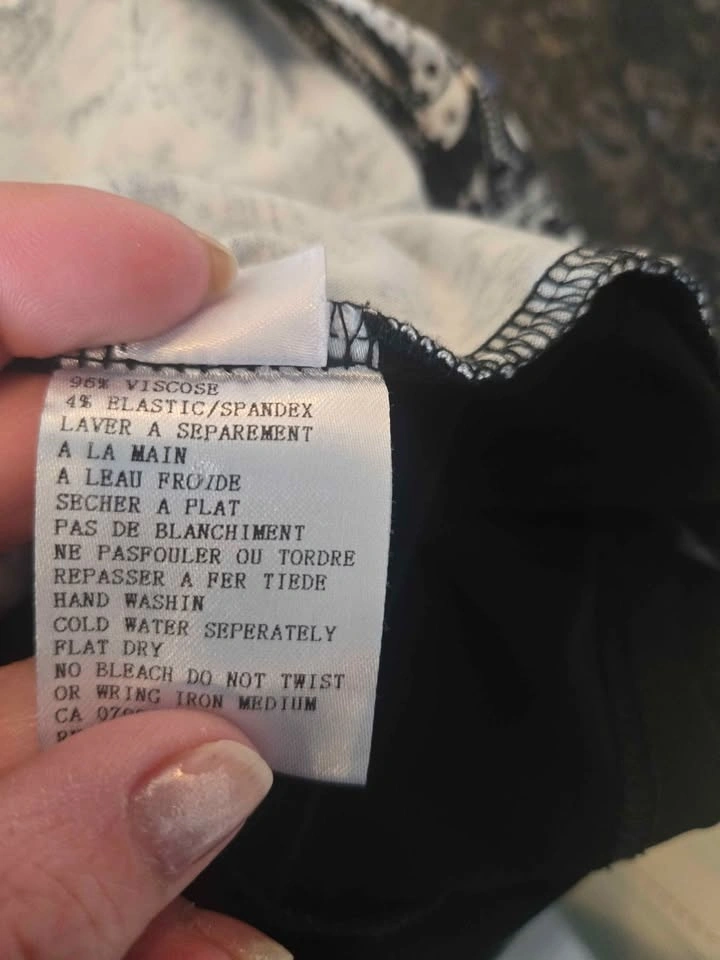 96% VISCOSE
4% ELASTIC/SPANDEX
LAVER A SEPAREMENT
A LA MAIN
A LEAU FROIDE
SECHER A PLAT
PAS DE BLANCHIMENT
NE PASFOULER OU TORDRE
REPASSER A FER TIEDE
HAND WASHIN
COLD WATER SEPERATELY
FLAT DRY
NO BLEACH DO NOT TWIST
OR WRING IRON MEDIUM
CA